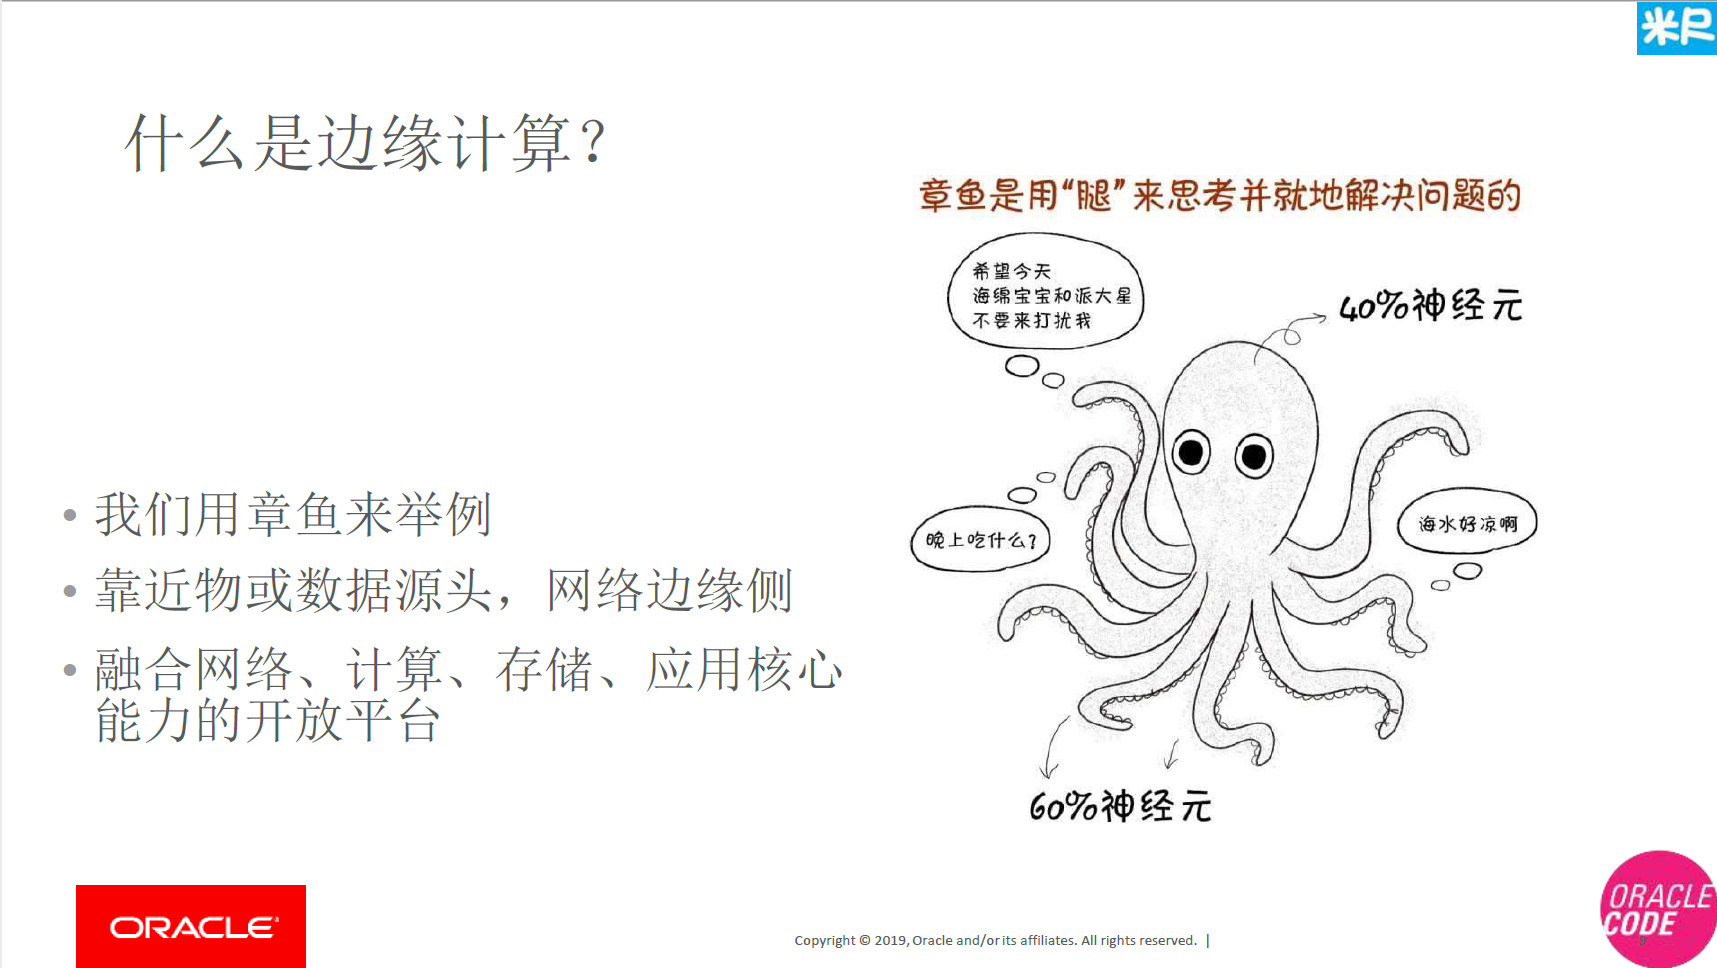 米尺
什么是边缘计算?
章鱼是用“腿”来思考并就地解决问题的
希望今天
海绵宝宝和派大星
不要来打扰我
40%神经元
晚上吃什么?
海水好凉啊
60%神经元
• 我们用章鱼来举例
• 靠近物或数据源头，网络边缘侧
• 融合网络、计算、存储、应用核心
能力的开放平台
ORACLE
Copyright © 2019, Oracle and/or its affiliates. All rights reserved. |
ORACLE
CODE
9